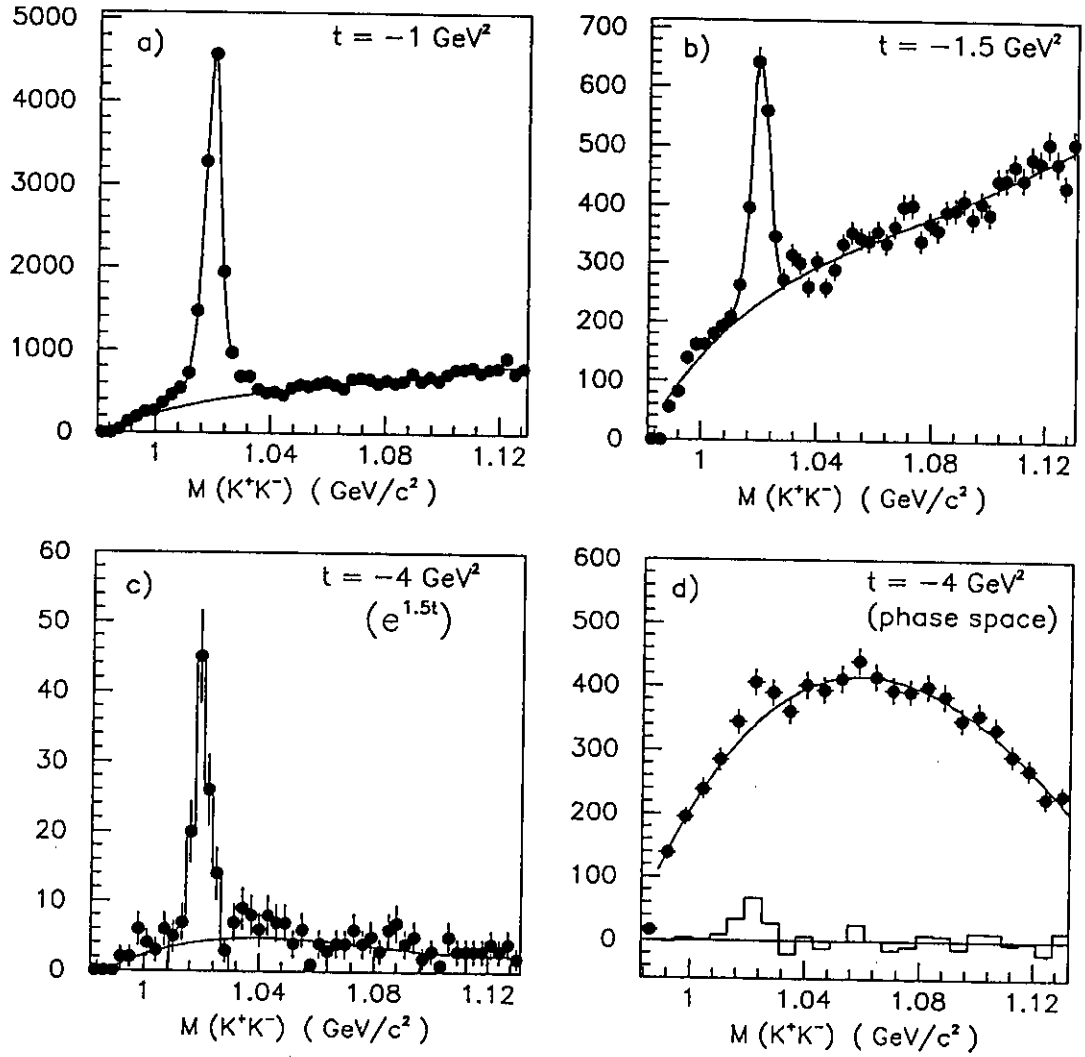 a) t = −1 GeV²
5000
4000
3000
2000
1000
0
1 1.04 1.08 1.12
M (K⁺K⁻) ( GeV/c² )
b) t = −1.5 GeV²
700
600
500
400
300
200
100
0
1 1.04 1.08 1.12
M (K⁺K⁻) ( GeV/c² )
c) t = −4 GeV²
(e^1.5t)
60
50
40
30
20
10
0
1 1.04 1.08 1.12
M (K⁺K⁻) ( GeV/c² )
d) t = −4 GeV²
(phase space)
600
500
400
300
200
100
0
1 1.04 1.08 1.12
M (K⁺K⁻) ( GeV/c² )